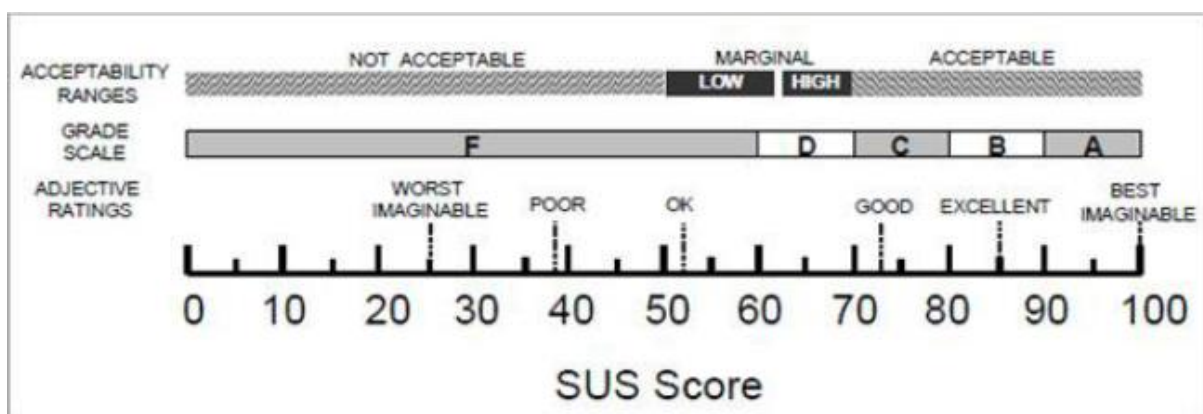 NOT ACCEPTABLE MARGINAL ACCEPTABLE
ACCEPTABILITY RANGES
LOW HIGH
GRADE SCALE
F D C B A
ADJECTIVE RATINGS
WORST IMAGINABLE
POOR
OK
GOOD
EXCELLENT
BEST IMAGINABLE
0 10 20 30 40 50 60 70 80 90 100
SUS Score